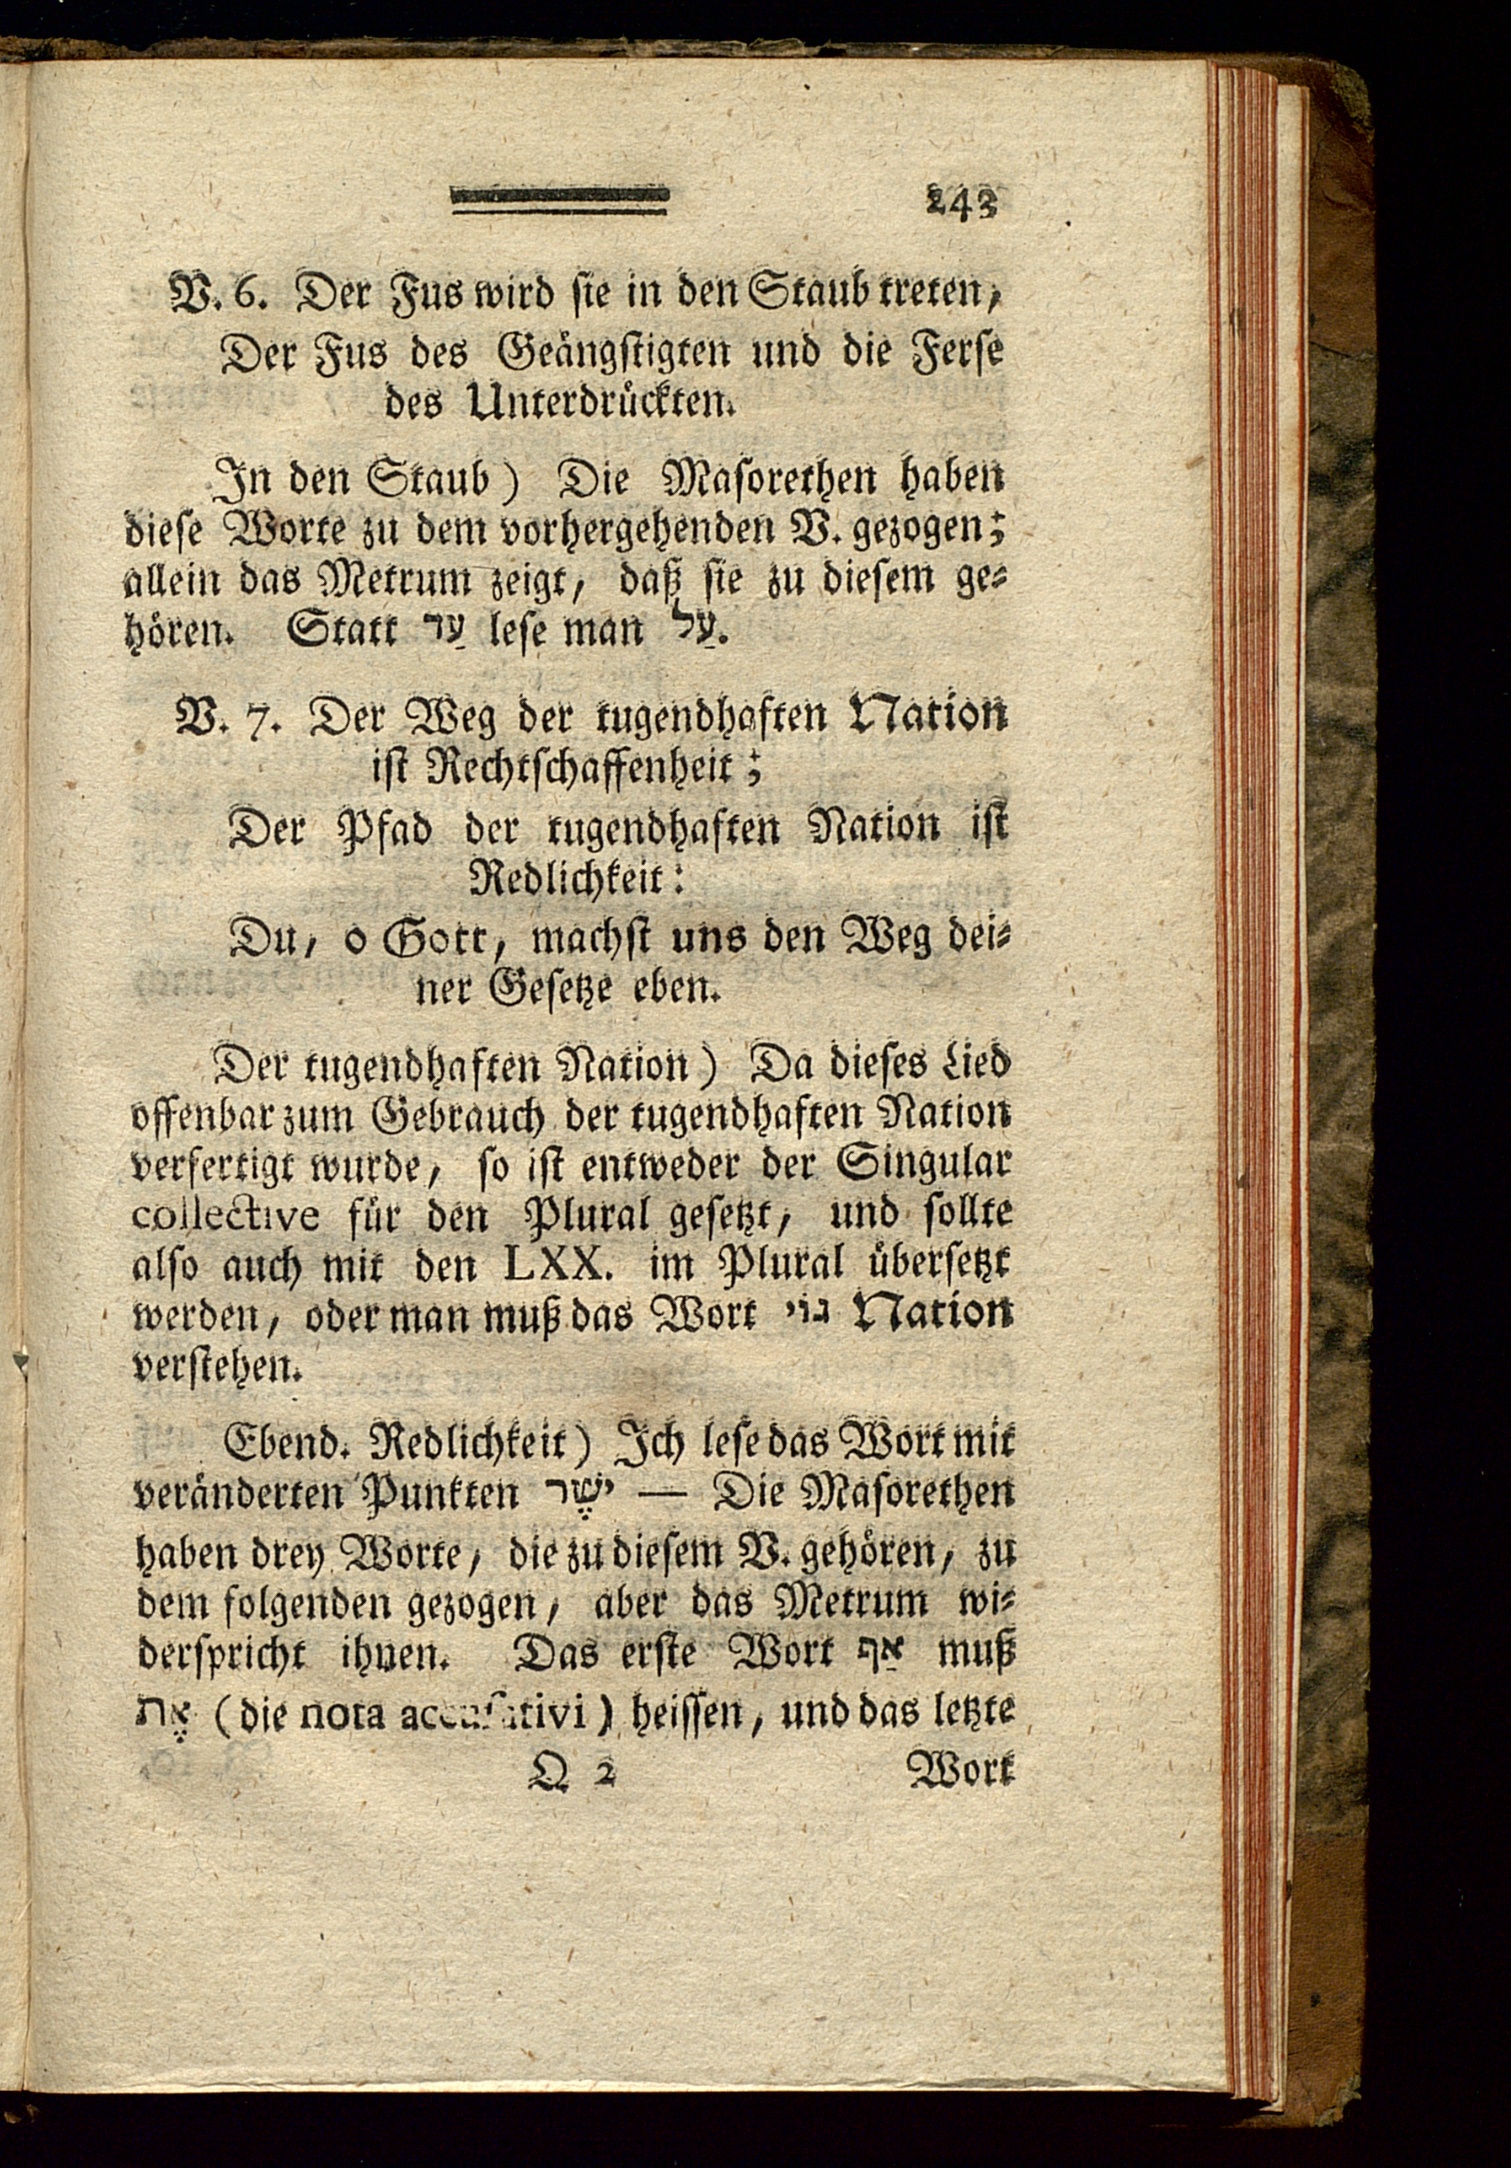 243
V. 6. Der Fus wird sie in den Staub treten,
Der Fus des Geängstigten und die Ferse
des Unterdrückten.
In den Staub) Die Masorethen haben
diese Worte zu dem vorhergehenden V. gezogen;
allein das Metrum zeigt, daß sie zu diesem ge-
hören. Statt עַד lese man עַל.
V. 7. Der Weg der tugendhaften Nation
ist Rechtschaffenheit;
Der Pfad der tugendhaften Nation ist
Redlichkeit:
Du, o Gott, machst uns den Weg dei-
ner Gesetze eben.
Der tugendhaften Nation) Da dieses Lied
offenbar zum Gebrauch der tugendhaften Nation
verfertigt wurde, so ist entweder der Singular
collective für den Plural gesetzt, und sollte
also auch mit den LXX. im Plural übersetzt
werden, oder man muß das Wort גוי Nation
verstehen.
Ebend. Redlichkeit) Ich lese das Wort mit
veränderten Punkten ישֶׁר — Die Masorethen
haben drey Worte, die zu diesem V. gehören, zu
dem folgenden gezogen, aber das Metrum wi-
derspricht ihnen. Das erste Wort אַף muß
אֶת (die nota accusativi) heissen, und das letzte
Q 2 Wort